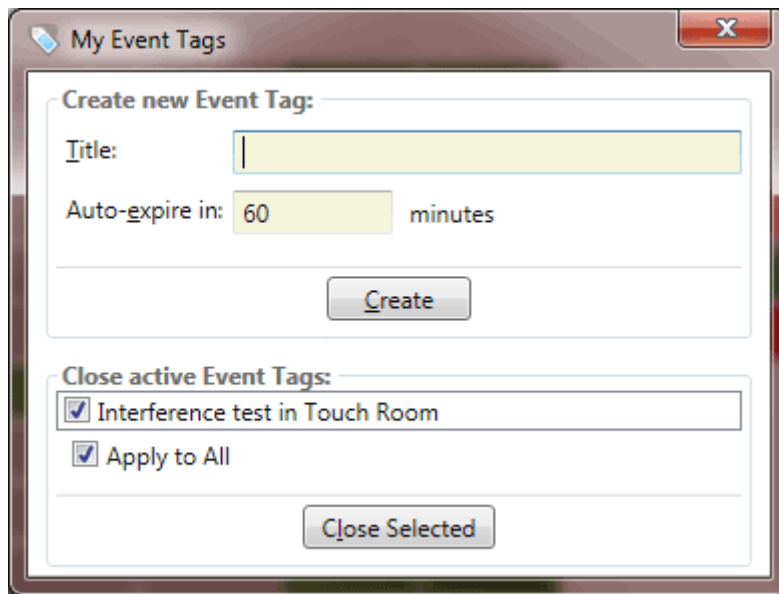 My Event Tags
Create new Event Tag:
Title:
Auto-expire in: 60 minutes
Create
Close active Event Tags:
Interference test in Touch Room
Apply to All
Close Selected